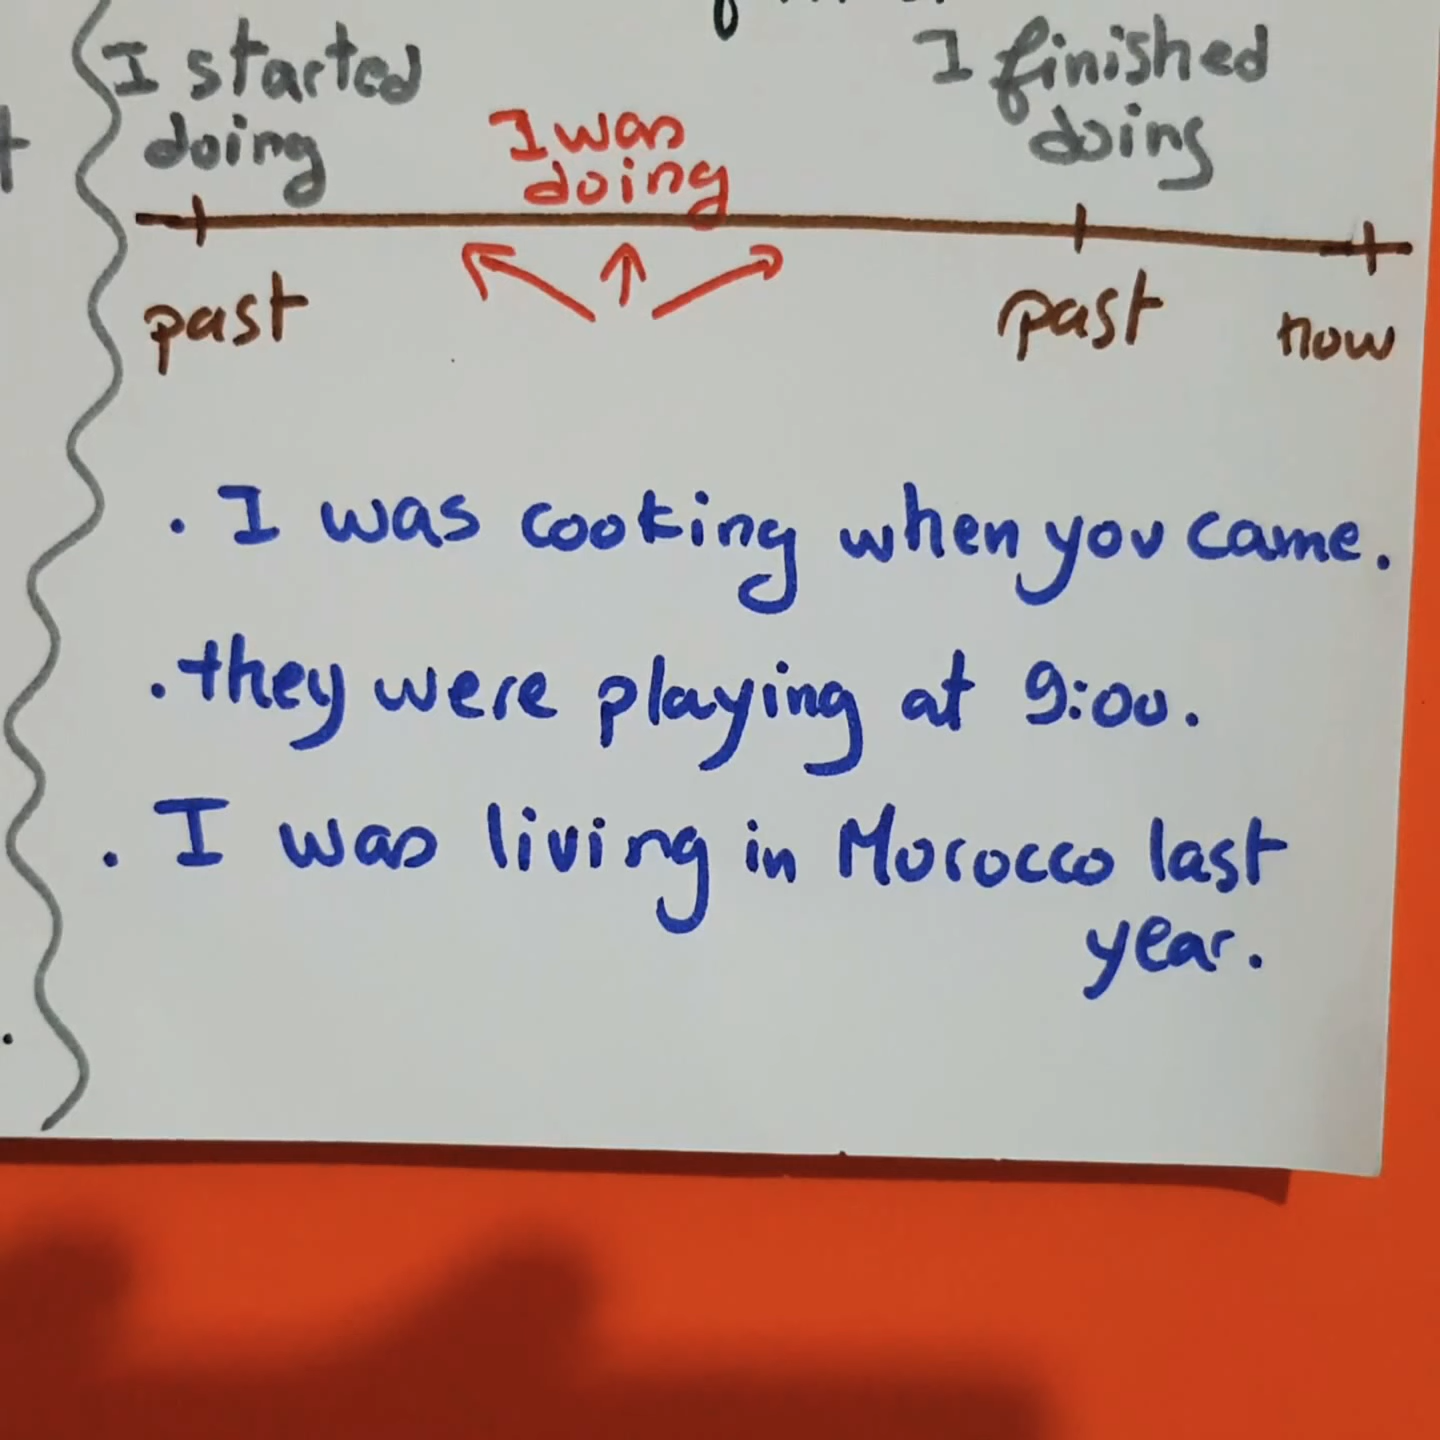 I started
doing
I was
doing
I finished
doing
past
past
now
. I was cooking when you came.
. they were playing at 9:00.
. I was living in Morocco last
year.